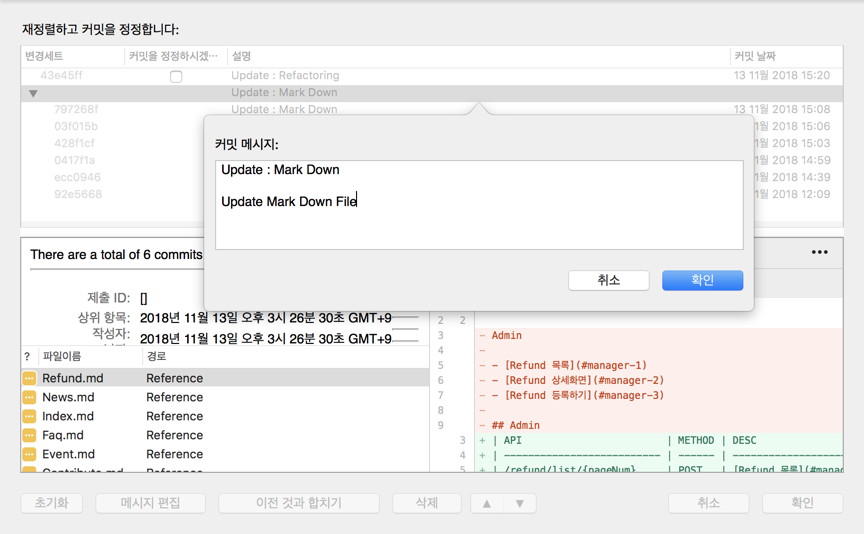 재정렬하고 커밋을 정정합니다:
변경세트 커밋을 정정하시겠… 설명 커밋 날짜
43e45ff Update : Refactoring 13 11월 2018 15:20
Update : Mark Down
797268f Update : Mark Down 13 11월 2018 15:08
03f015b 1월 2018 15:06
428f1cf 1월 2018 15:03
0417f1a 1월 2018 14:59
ecc0946 1월 2018 14:39
92e5668 1월 2018 12:09
커밋 메시지:
Update : Mark Down
Update Mark Down File
취소 확인
There are a total of 6 commits
제출 ID: []
상위 항목: 2018년 11월 13일 오후 3시 26분 30초 GMT+9
작성자: 2018년 11월 13일 오후 3시 26분 30초 GMT+9
? 파일이름 경로
Refund.md Reference
News.md Reference
Index.md Reference
Faq.md Reference
Event.md Reference
Contribute.md Reference
2 2
3 - Admin
4 -
5 - - [Refund 목록](#manager-1)
6 - - [Refund 상세화면](#manager-2)
7 - - [Refund 등록하기](#manager-3)
8 -
9 - ## Admin
3 + | API | METHOD | DESC
4 + | -------------------------- | ------ | --------------------
5 + | /refund/list/{pageNum} | POST | [Refund 목록](#mana
초기화 메시지 편집 이전 것과 합치기 삭제 ▲ ▼ 취소 확인